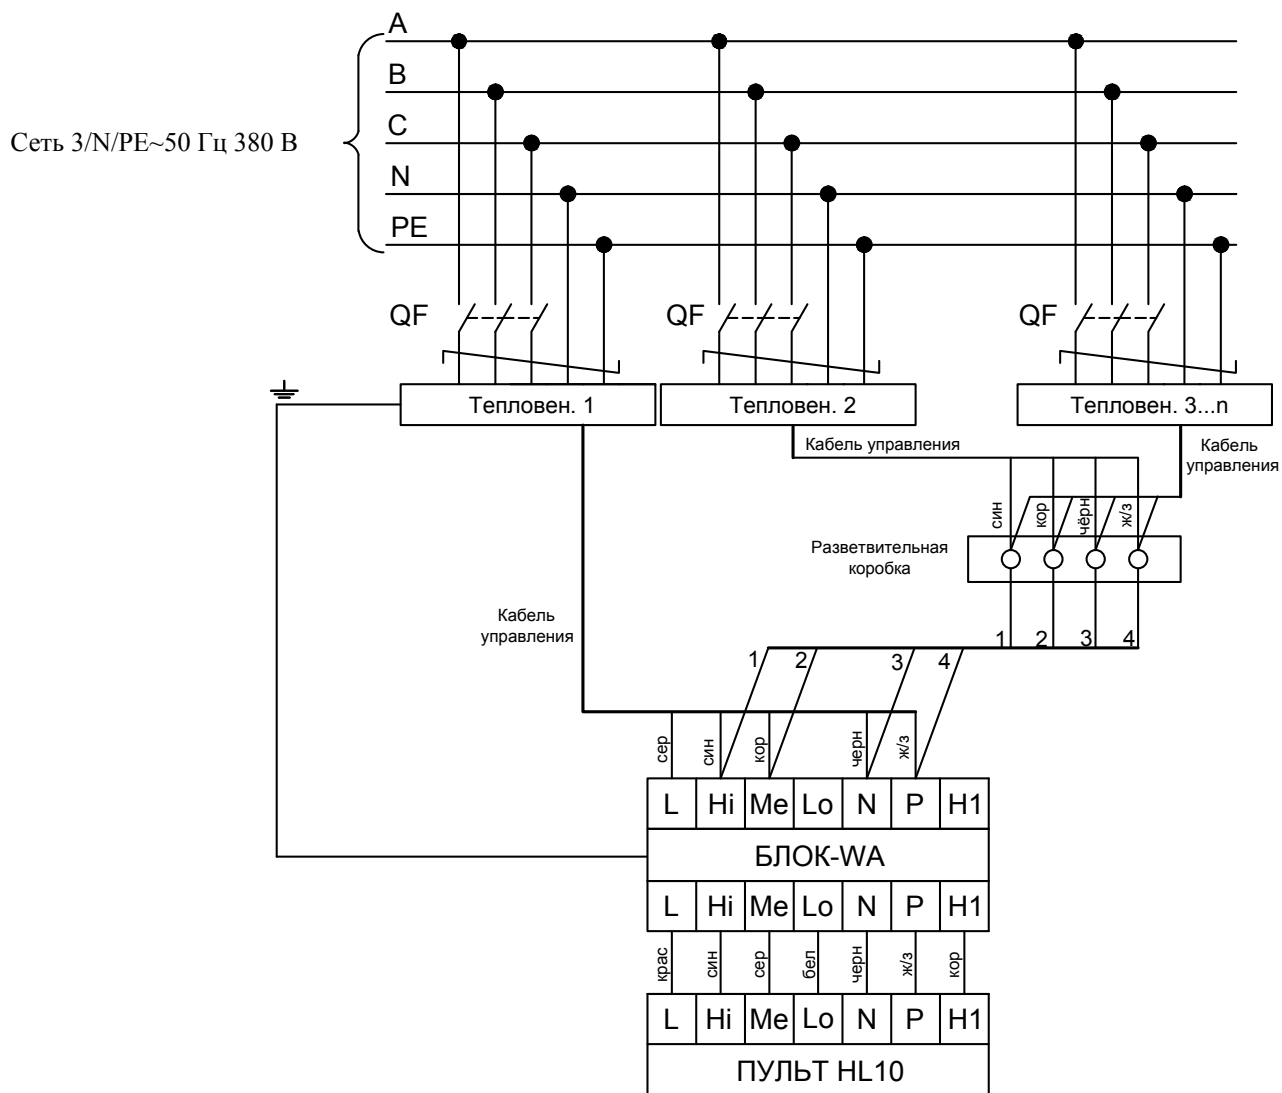 A
B
C
N
PE
Сеть 3/N/PE~50 Гц 380 В
QF
QF
QF
Тепловен. 1
Тепловен. 2
Тепловен. 3...n
Кабель управления
Кабель
управления
син
кор
чёрн
ж/з
Разветвительная
коробка
Кабель
управления
1
2
3
4
1
2
3
4
сер
син
кор
черн
ж/з
L
Hi
Me
Lo
N
P
H1
БЛОК-WA
L
Hi
Me
Lo
N
P
H1
крас
син
сер
бел
черн
ж/з
кор
L
Hi
Me
Lo
N
P
H1
ПУЛЬТ HL10